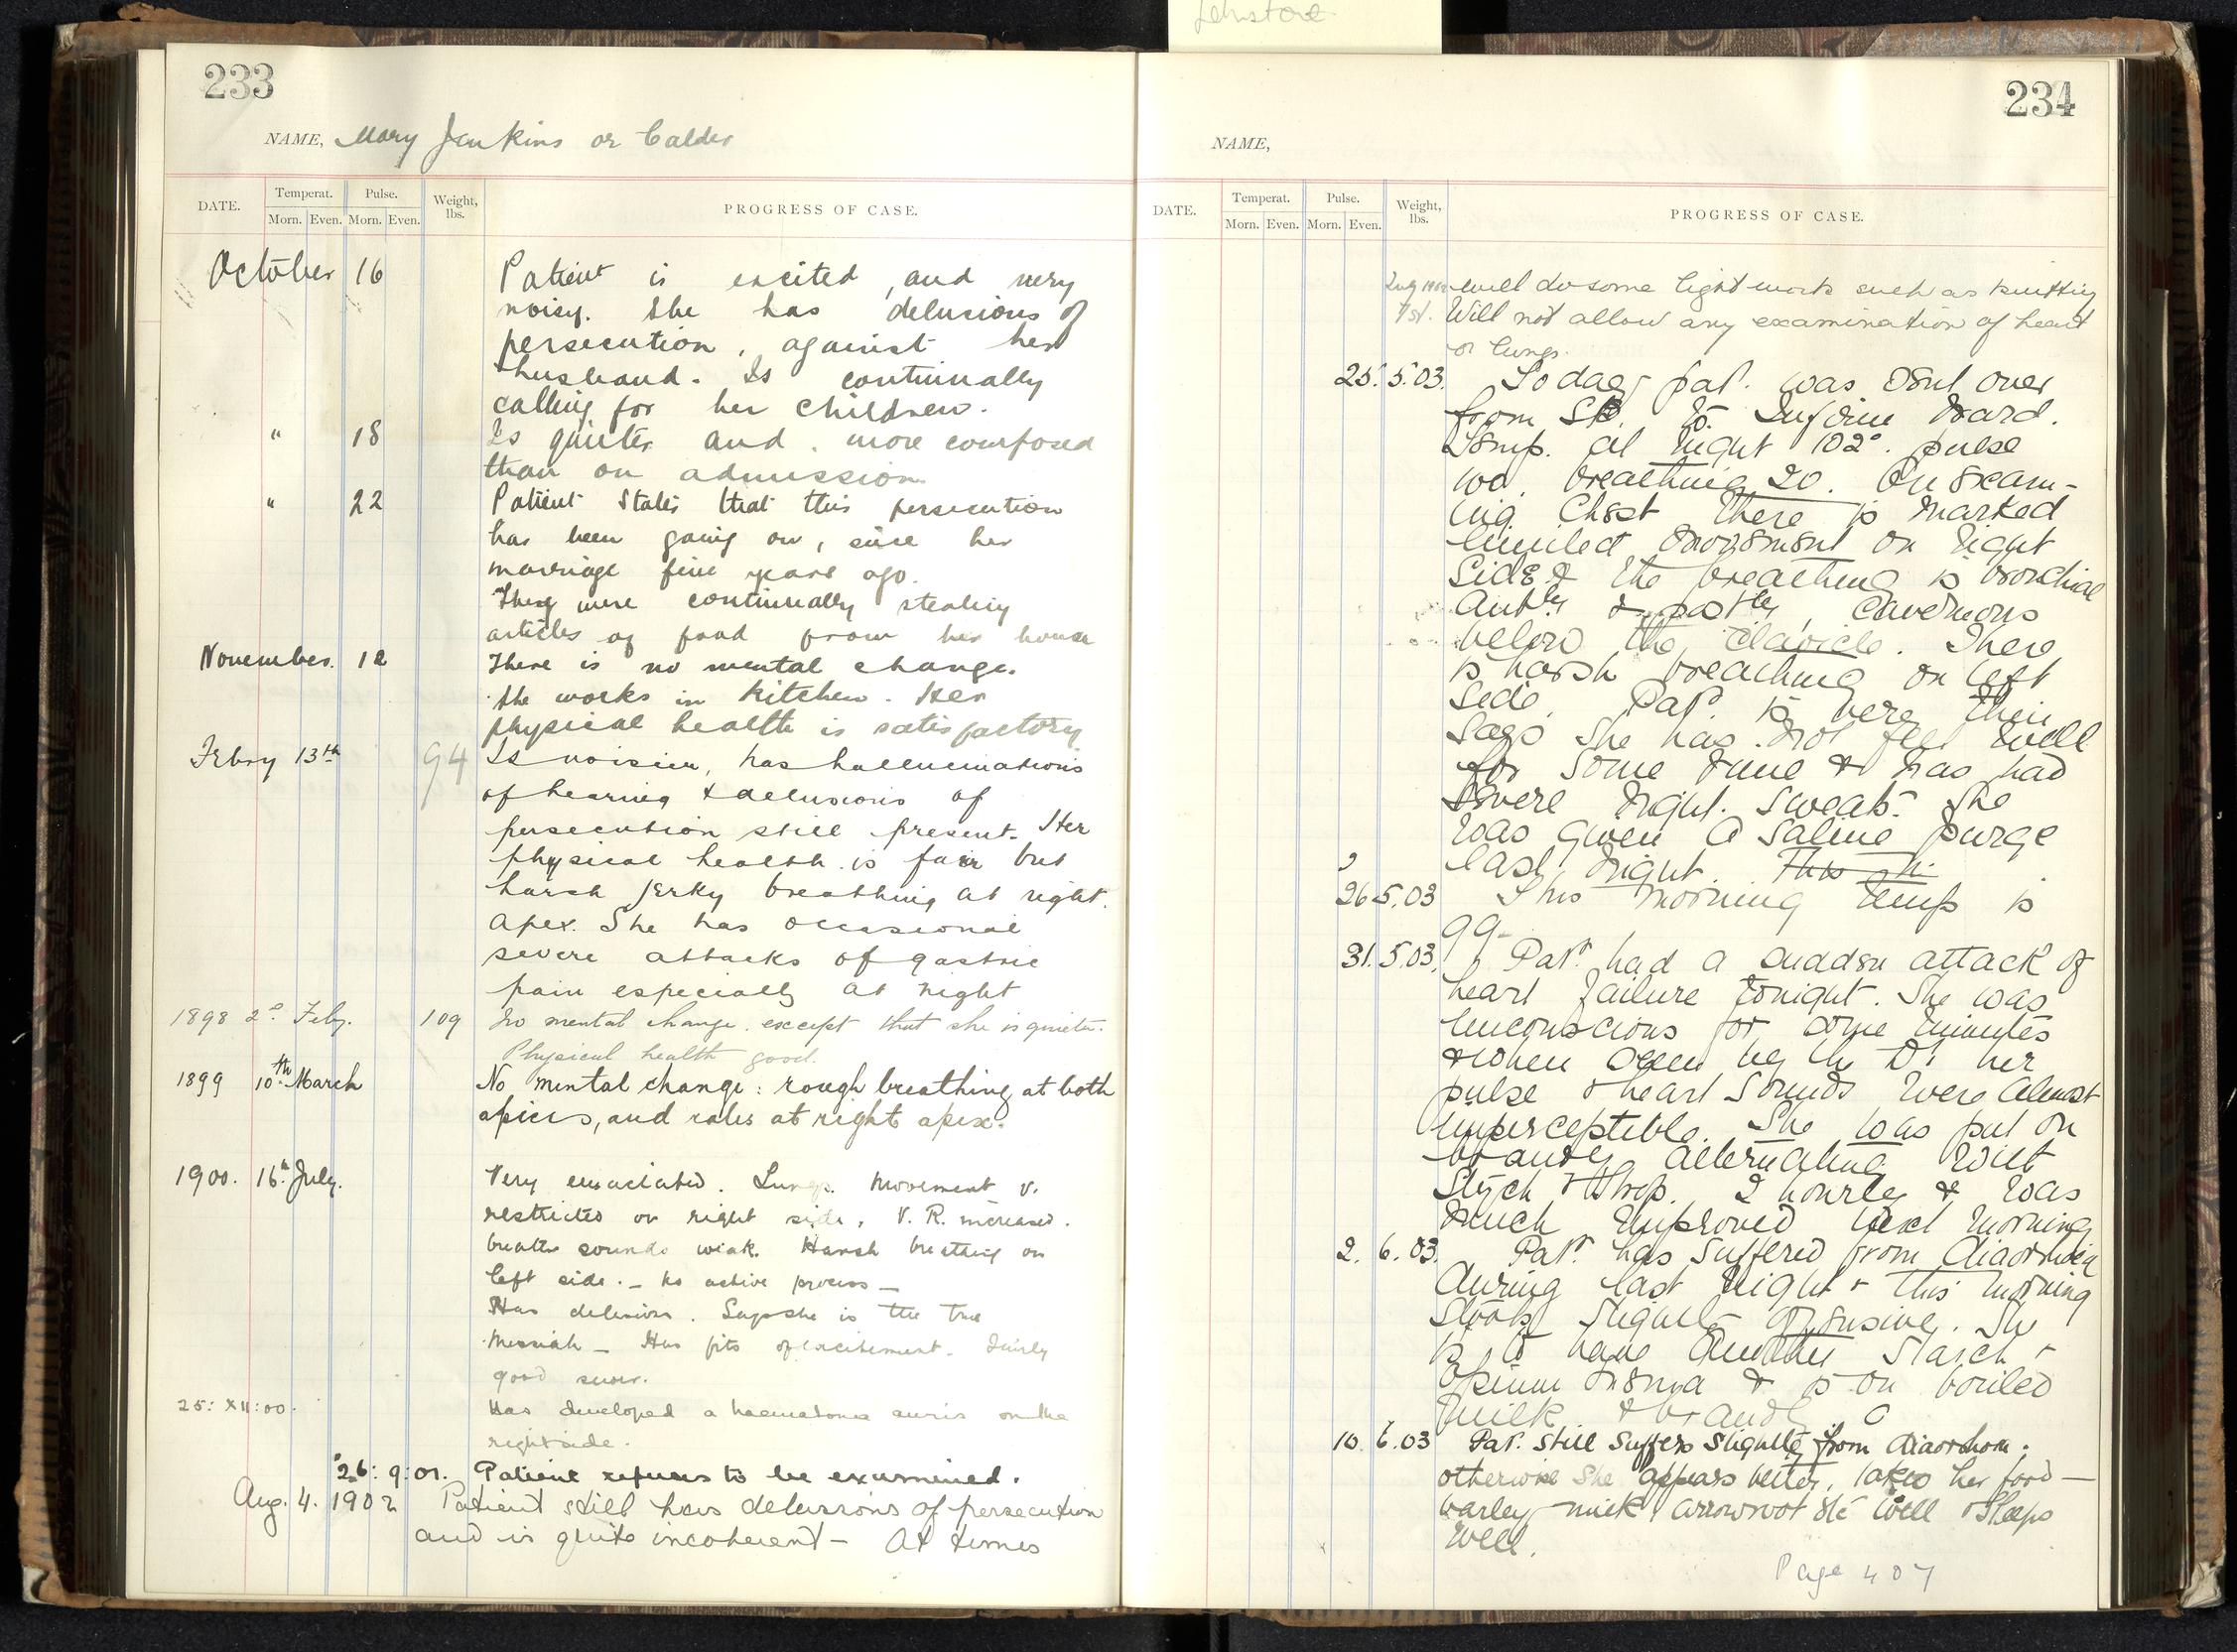 233
NAME, Mary Jenkins or Calder
DATE. Temperat. Pulse. Weight, lbs. PROGRESS OF CASE.
Morn. Even. Morn. Even.
October 16 Patient is excited, and very
noisy. She has delusions of
persecution, against her
husband. Is continually
calling for her children.
" 18 Is quieter and more composed
than on admission.
" 22 Patient states that this persecution
has been going on, since her
marriage five years ago.
They were continually stealing
articles of food from her house
November. 12 There is no mental change.
She works in kitchen. Her
physical health is satisfactory
Febry 13th 94 Is noisier, has hallucinations
of hearing & delusions of
persecution still present. Her
physical health is fair but
harsh jerky breathing at right
apex. She has occasional
severe attacks of gastric
pain especially at night
1898 2d Feby. 109 No mental change except that she is quieter.
Physical health good.
1899 10th March No mental change: rough breathing at both
apices, and rales at right apex.
1900. 16th July. Very emaciated. Lungs. Movement v.
restricted on right side, V. R. increased.
breath sounds weak. Harsh breathing on
left side. – No active process –
Has delusions. Says she is the true
Messiah – Has fits of excitement. Fairly
good
25: XII: 00. Has developed a haematoma auris on the
right side.
26: 9: 01. Patient refuses to be examined.
Aug. 4. 1902 Patient still has delusions of persecution
and is quite incoherent – At times
234
NAME,
DATE. Temperat. Pulse. Weight, lbs. PROGRESS OF CASE.
Morn. Even. Morn. Even.
will do some light work such as knitting
Will not allow any examination of heart
or lungs.
25. 5. 03. Today pat. was sent over
from to Infirm Ward.
Temp. at night 102°. pulse
100. breathing 20. On exam-
ing Chest there is marked
limited movement on right
side & the breathing is bronchial
antly & postly, cavernous
below the clavicle. There
is harsh breathing on left
side. Pat. is very thin
says she has not felt well
for some time & has had
severe night sweats. She
was given a saline purge
last night. This
26 5. 03 This morning temp is
99.
31. 5. 03. Pat. had a sudden attack of
heart failure tonight. She was
unconscious for some minutes
& when seen by the Dr her
pulse & heart sounds were almost
imperceptible. She was put on
brandy alternating with
Strych & Strop. 2 hourly & was
much improved next morning
2. 6. 03. Pat. has suffered from diarrhoea
during last night & this morning
stools slightly offensive. She
is to have another Starch &
Opium enema & is on boiled
milk & brandy.
10. 6. 03 Pat. still suffers slightly from diarrhoea.
otherwise she appears better, takes her food —
barley milk arrowroot etc well & sleeps
well.
Page 407